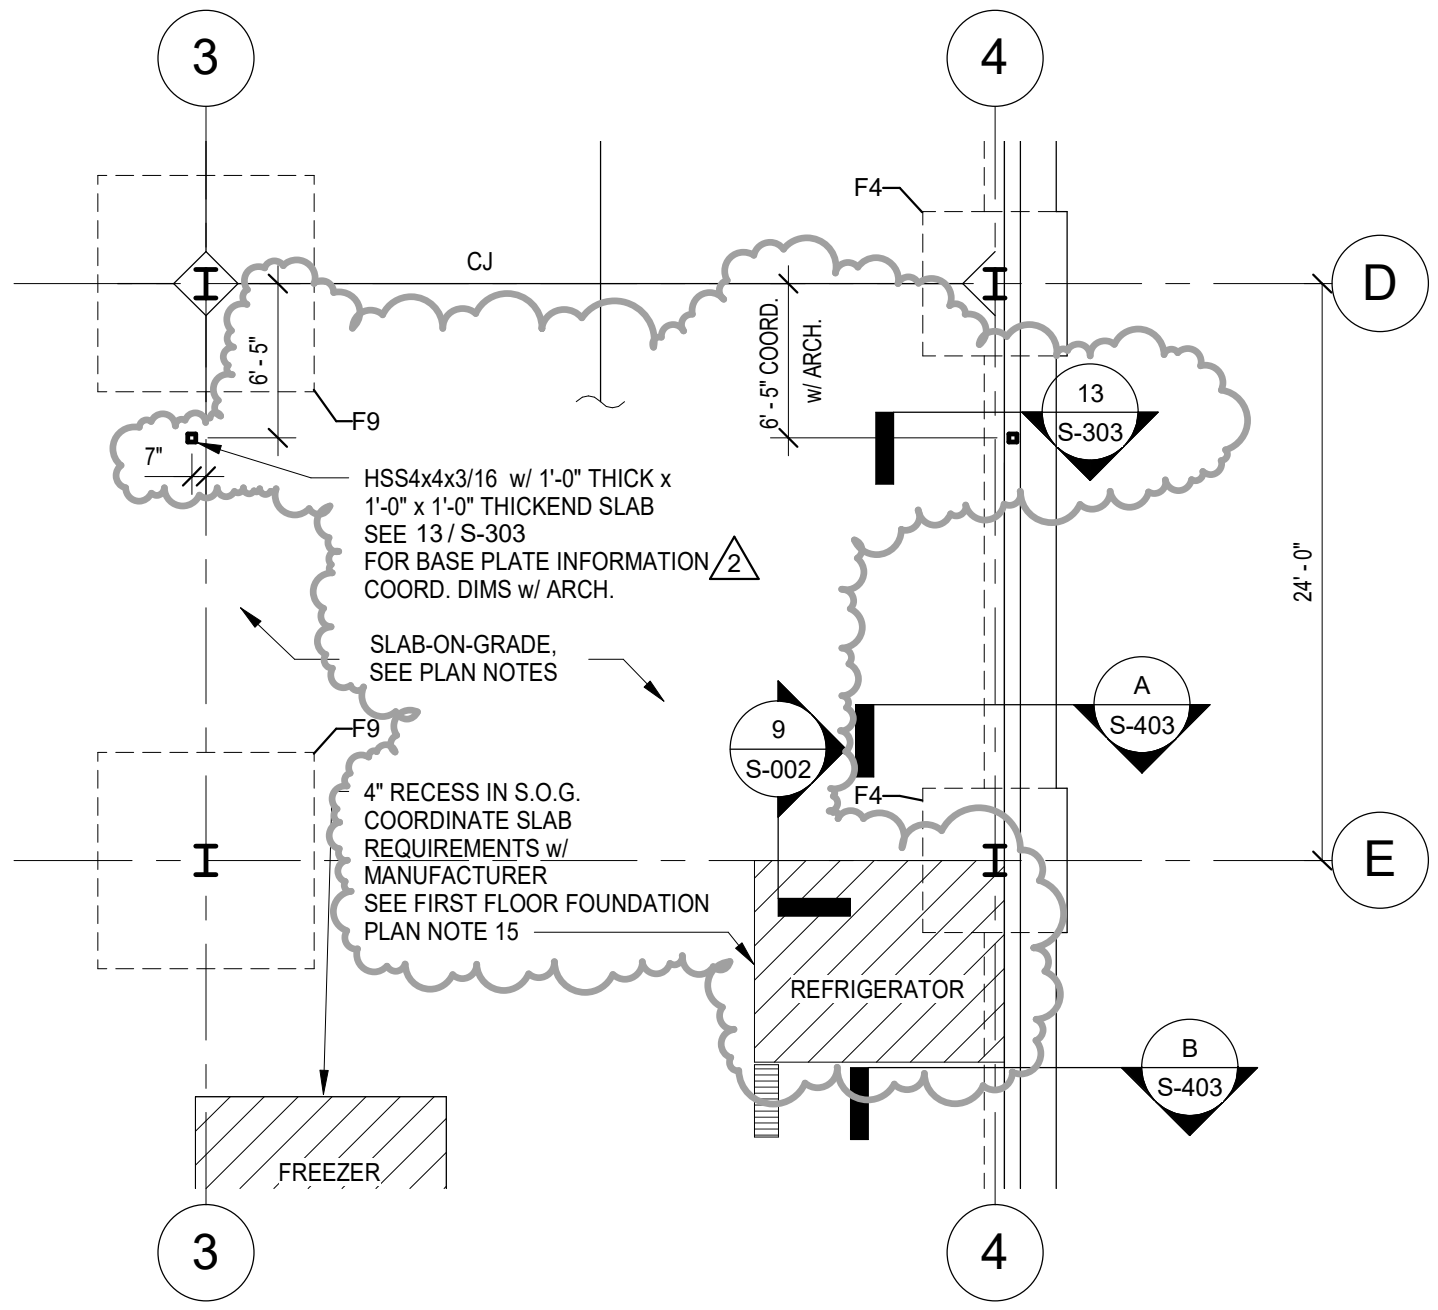 3
4
F4
CJ
D
6' - 5"
6' - 5" COORD.
w/ ARCH.
13
S-303
F9
7"
HSS4x4x3/16 w/ 1'-0" THICK x
1'-0" x 1'-0" THICKEND SLAB
SEE 13 / S-303
FOR BASE PLATE INFORMATION
COORD. DIMS w/ ARCH.
2
24' - 0"
SLAB-ON-GRADE,
SEE PLAN NOTES
A
S-403
F9
9
S-002
4" RECESS IN S.O.G.
COORDINATE SLAB
REQUIREMENTS w/
MANUFACTURER
SEE FIRST FLOOR FOUNDATION
PLAN NOTE 15
F4
E
REFRIGERATOR
B
S-403
FREEZER
3
4